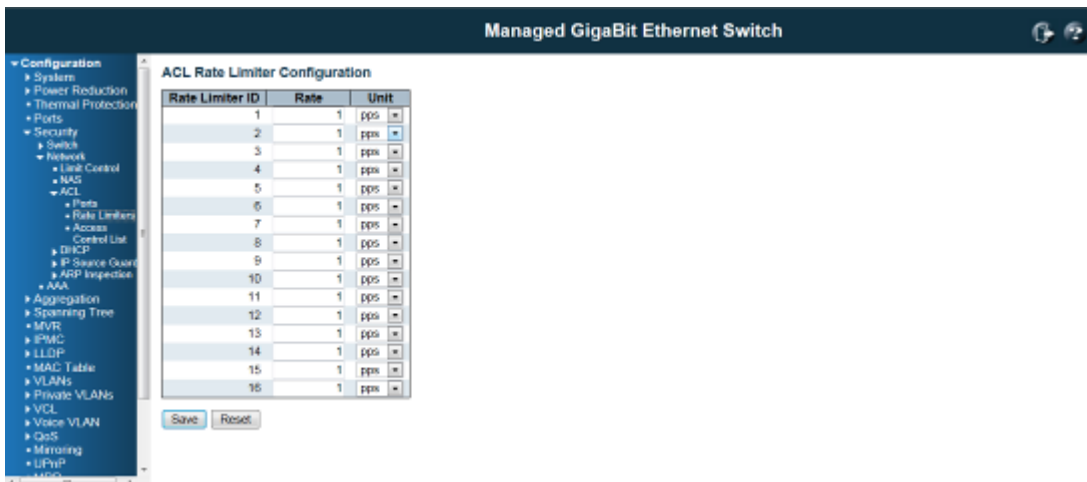 Managed GigaBit Ethernet Switch
Configuration
System
Power Reduction
Thermal Protection
Ports
Security
Switch
Network
Limit Control
NAS
ACL
Ports
Rate Limiters
Access
Control List
DHCP
IP Source Guard
ARP Inspection
AAA
Aggregation
Spanning Tree
MVR
IPMC
LLDP
MAC Table
VLANs
Private VLANs
VCL
Voice VLAN
QoS
Mirroring
UPnP
ACL Rate Limiter Configuration
Rate Limiter ID Rate Unit
1 1 pps
2 1 pps
3 1 pps
4 1 pps
5 1 pps
6 1 pps
7 1 pps
8 1 pps
9 1 pps
10 1 pps
11 1 pps
12 1 pps
13 1 pps
14 1 pps
15 1 pps
16 1 pps
Save Reset